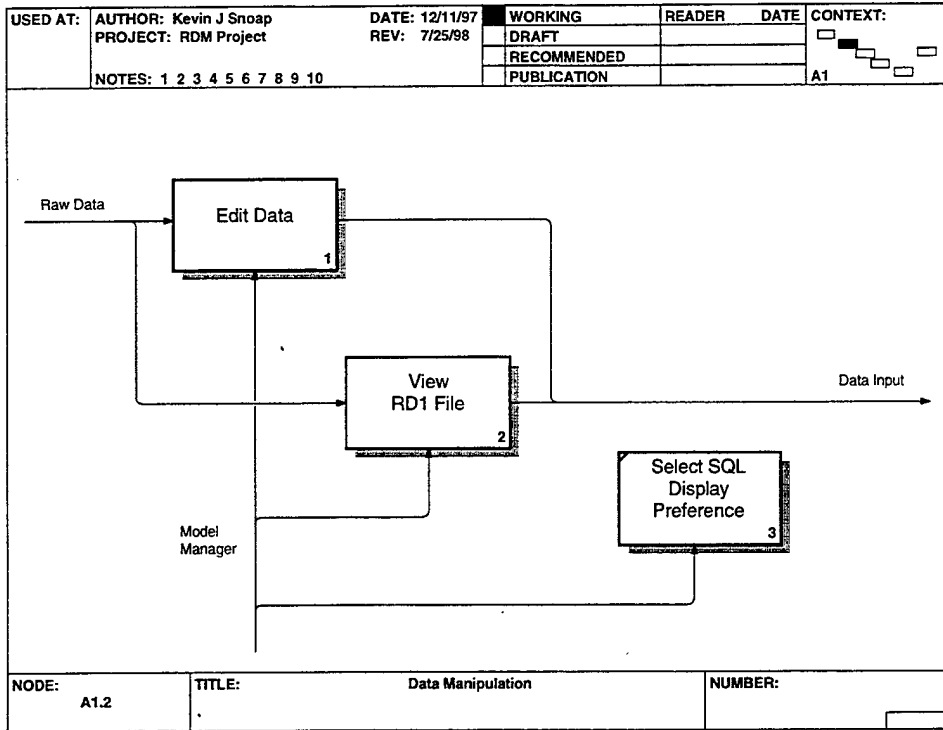 USED AT:
AUTHOR: Kevin J Snoap
DATE: 12/11/97
PROJECT: RDM Project
REV: 7/25/98
NOTES: 1 2 3 4 5 6 7 8 9 10
WORKING
DRAFT
RECOMMENDED
PUBLICATION
READER DATE
CONTEXT:
A1
Raw Data
Edit Data
1
View
RD1 File
2
Data Input
Select SQL
Display
Preference
3
Model
Manager
NODE:
A1.2
TITLE:
Data Manipulation
NUMBER: